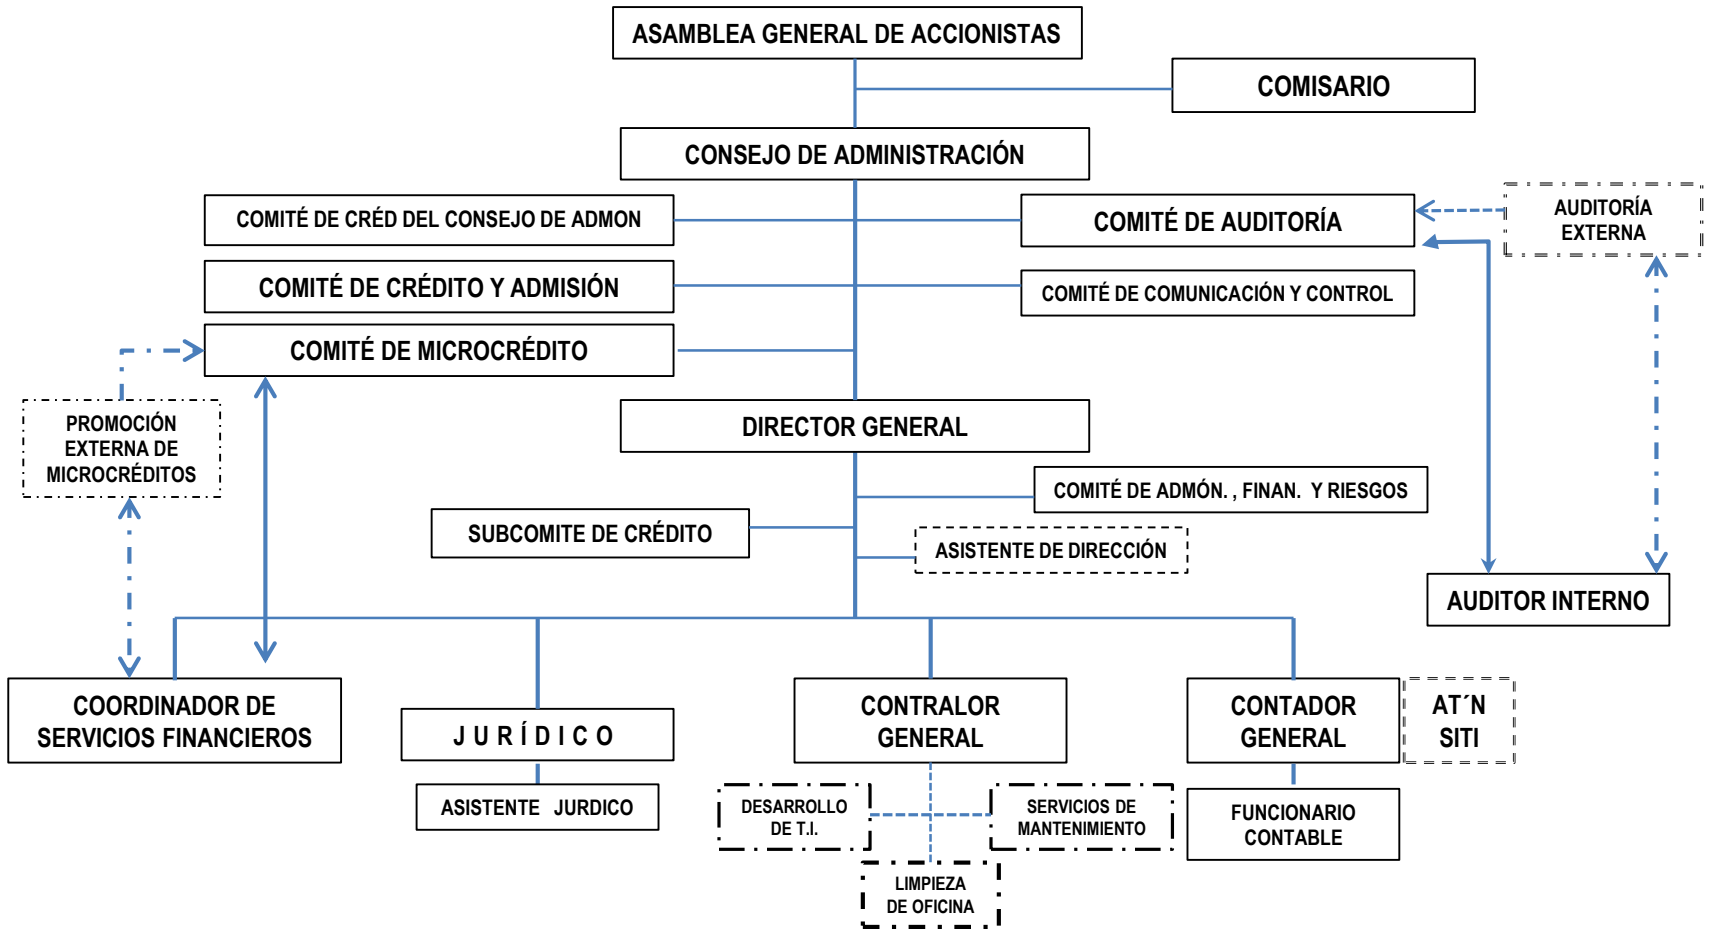 ASAMBLEA GENERAL DE ACCIONISTAS
COMISARIO
CONSEJO DE ADMINISTRACIÓN
COMITÉ DE CRÉD DEL CONSEJO DE ADMON
COMITÉ DE AUDITORÍA
AUDITORÍA
EXTERNA
COMITÉ DE CRÉDITO Y ADMISIÓN
COMITÉ DE COMUNICACIÓN Y CONTROL
COMITÉ DE MICROCRÉDITO
PROMOCIÓN
EXTERNA DE
MICROCRÉDITOS
DIRECTOR GENERAL
COMITÉ DE ADMÓN. , FINAN. Y RIESGOS
SUBCOMITE DE CRÉDITO
ASISTENTE DE DIRECCIÓN
AUDITOR INTERNO
COORDINADOR DE
SERVICIOS FINANCIEROS
J U R Í D I C O
CONTRALOR
GENERAL
CONTADOR
GENERAL
AT´N
SITI
ASISTENTE JURDICO
DESARROLLO
DE T.I.
SERVICIOS DE
MANTENIMIENTO
FUNCIONARIO
CONTABLE
LIMPIEZA
DE OFICINA